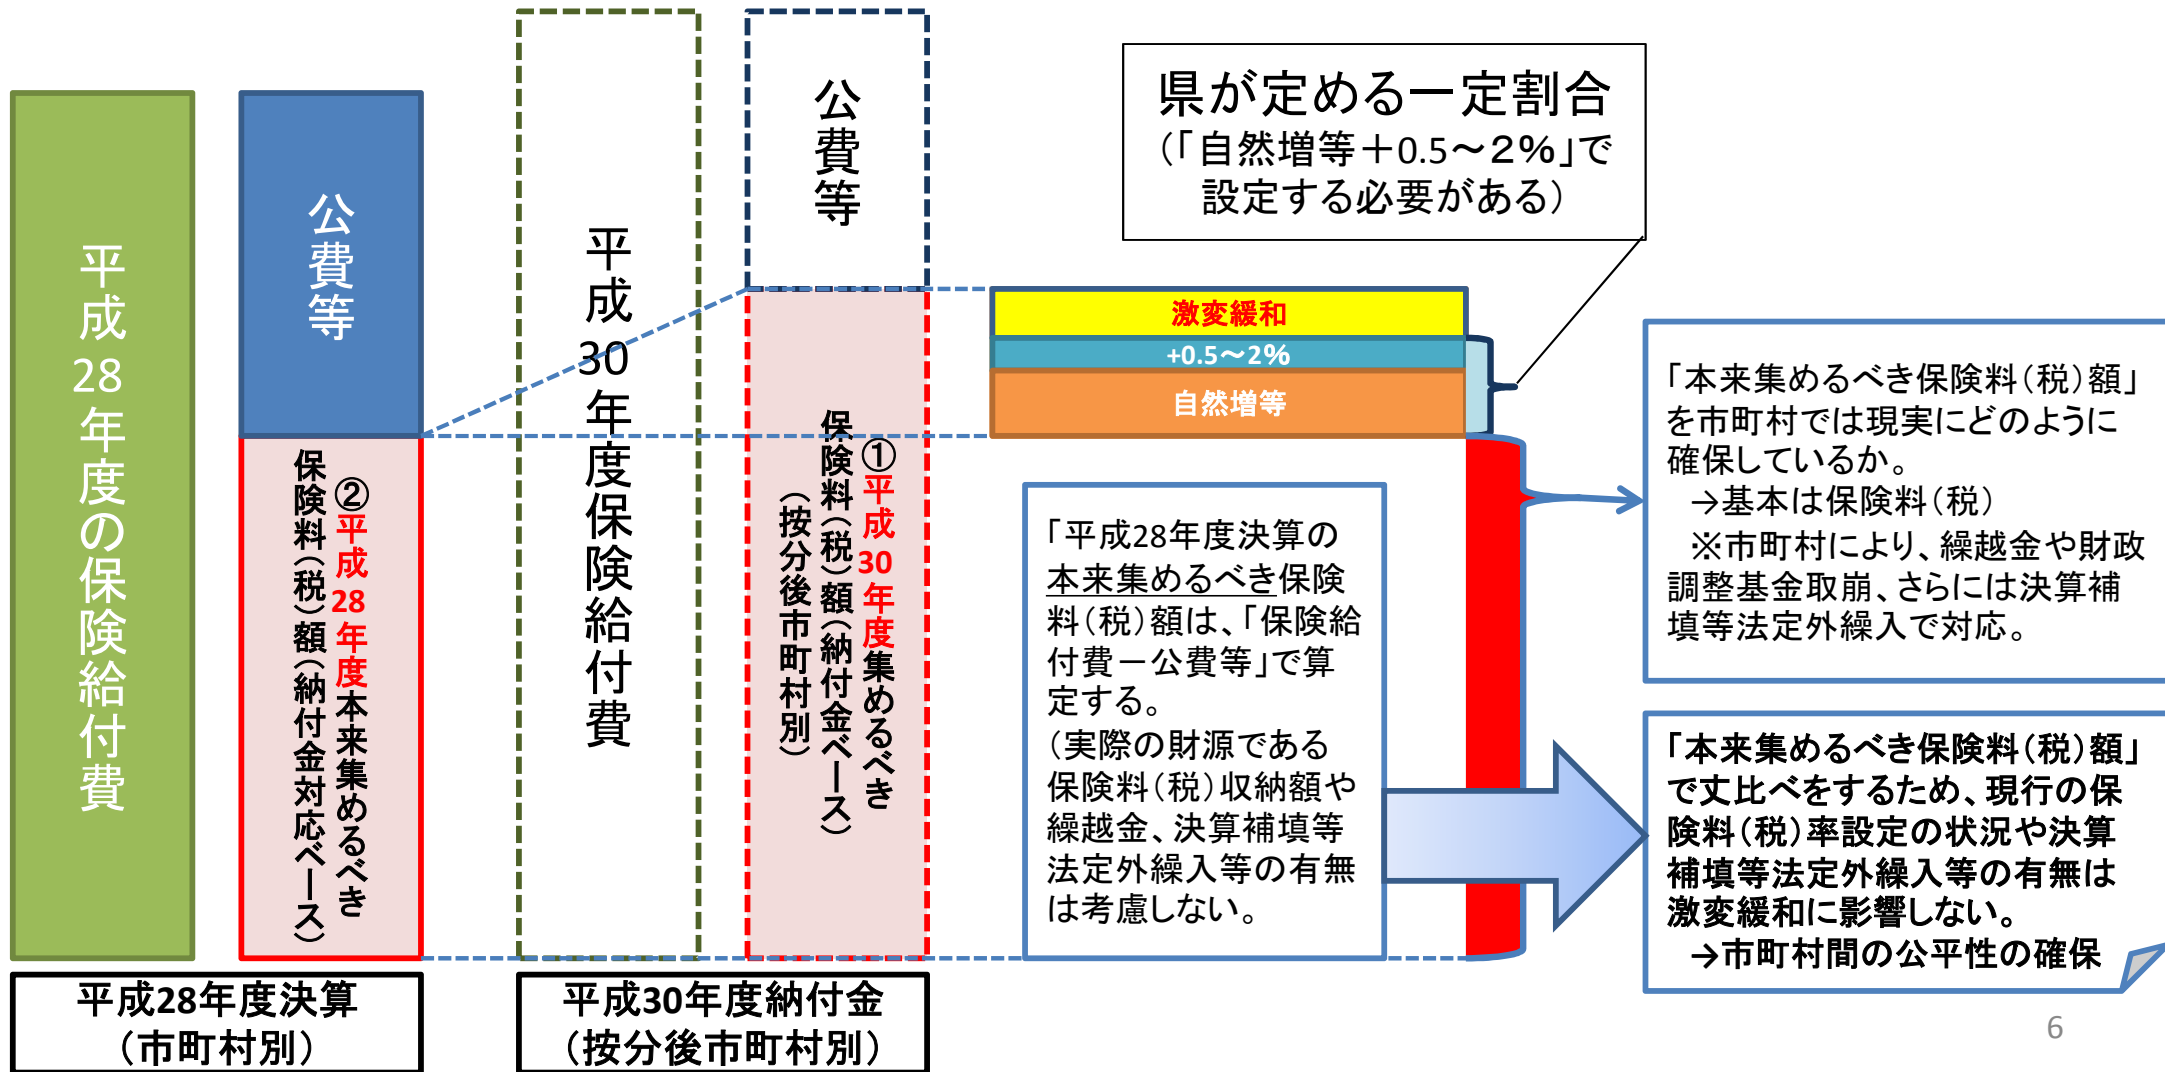 平成28年度の保険給付費
公費等
②平成28年度本来集めるべき
保険料(税)額(納付金対応ベース)
平成28年度決算
(市町村別)
平成30年度保険給付費
公費等
①平成30年度集めるべき
保険料(税)額(納付金ベース)
(按分後市町村別)
平成30年度納付金
(按分後市町村別)
県が定める一定割合
(「自然増等+0.5~2%」で
設定する必要がある)
激変緩和
+0.5~2%
自然増等
「平成28年度決算の
本来集めるべき保険
料(税)額は、「保険給
付費-公費等」で算
定する。
(実際の財源である
保険料(税)収納額や
繰越金、決算補填等
法定外繰入等の有無
は考慮しない。
「本来集めるべき保険料(税)額」
を市町村では現実にどのように
確保しているか。
→基本は保険料(税)
※市町村により、繰越金や財政
調整基金取崩、さらには決算補
填等法定外繰入で対応。
「本来集めるべき保険料(税)額」
で丈比べをするため、現行の保
険料(税)率設定の状況や決算
補填等法定外繰入等の有無は
激変緩和に影響しない。
→市町村間の公平性の確保
6